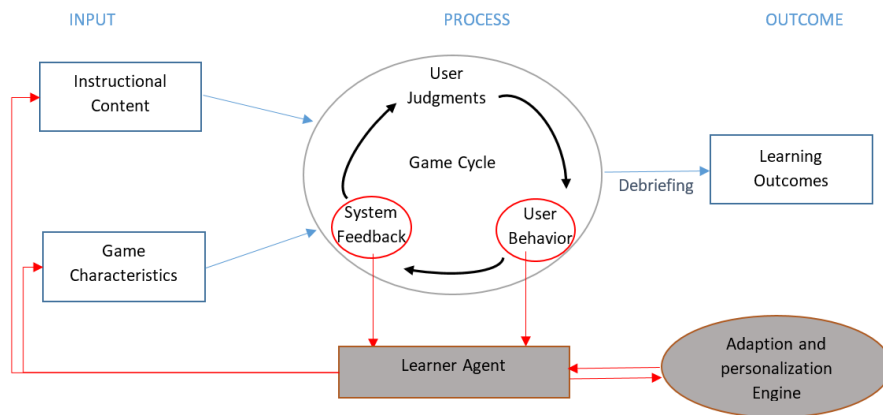 INPUT
PROCESS
OUTCOME
Instructional
Content
User
Judgments
Game Cycle
Learning
Outcomes
Debriefing
System
Feedback
User
Behavior
Game
Characteristics
Learner Agent
Adaption and
personalization
Engine